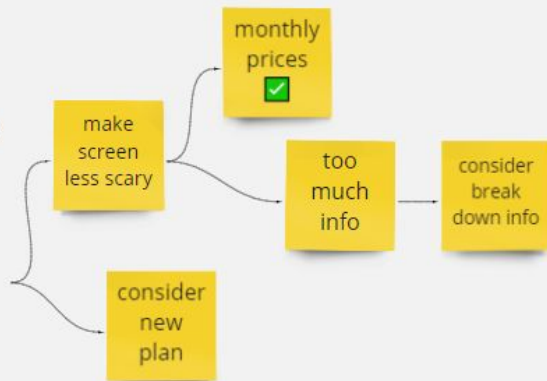 monthly
prices
✅
make
screen
less scary
too
much
info
consider
break
down info
consider
new
plan